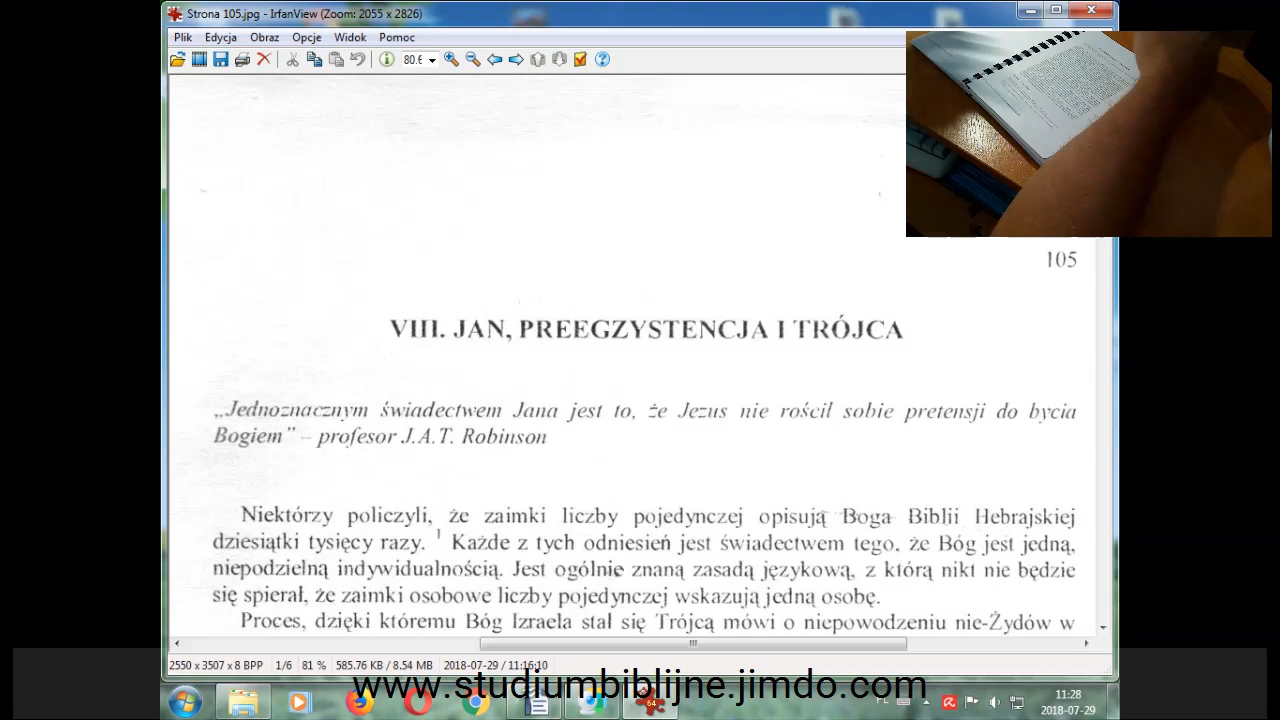 Strona 105.jpg - IrfanView (Zoom: 2055 x 2826)
Plik Edycja Obraz Opcje Widok Pomoc
80.6
105
VIII. JAN, PREEGZYSTENCJA I TRÓJCA
„Jednoznacznym świadectwem Jana jest to, że Jezus nie rościł sobie pretensji do bycia
Bogiem” – profesor J.A.T. Robinson
Niektórzy policzyli, że zaimki liczby pojedynczej opisują Boga Biblii Hebrajskiej
dziesiątki tysięcy razy. 1 Każde z tych odniesień jest świadectwem tego, że Bóg jest jedną,
niepodzielną indywidualnością. Jest ogólnie znaną zasadą językową, z którą nikt nie będzie
się spierał, że zaimki osobowe liczby pojedynczej wskazują jedną osobę.
Proces, dzięki któremu Bóg Izraela stał się Trójcą mówi o niepowodzeniu nie-Żydów w
2550 x 3507 x 8 BPP 1/6 81 % 585.76 KB / 8.54 MB 2018-07-29 / 11:16:10
www.studiumbiblijne.jimdo.com
64
PL
11:28
2018-07-29